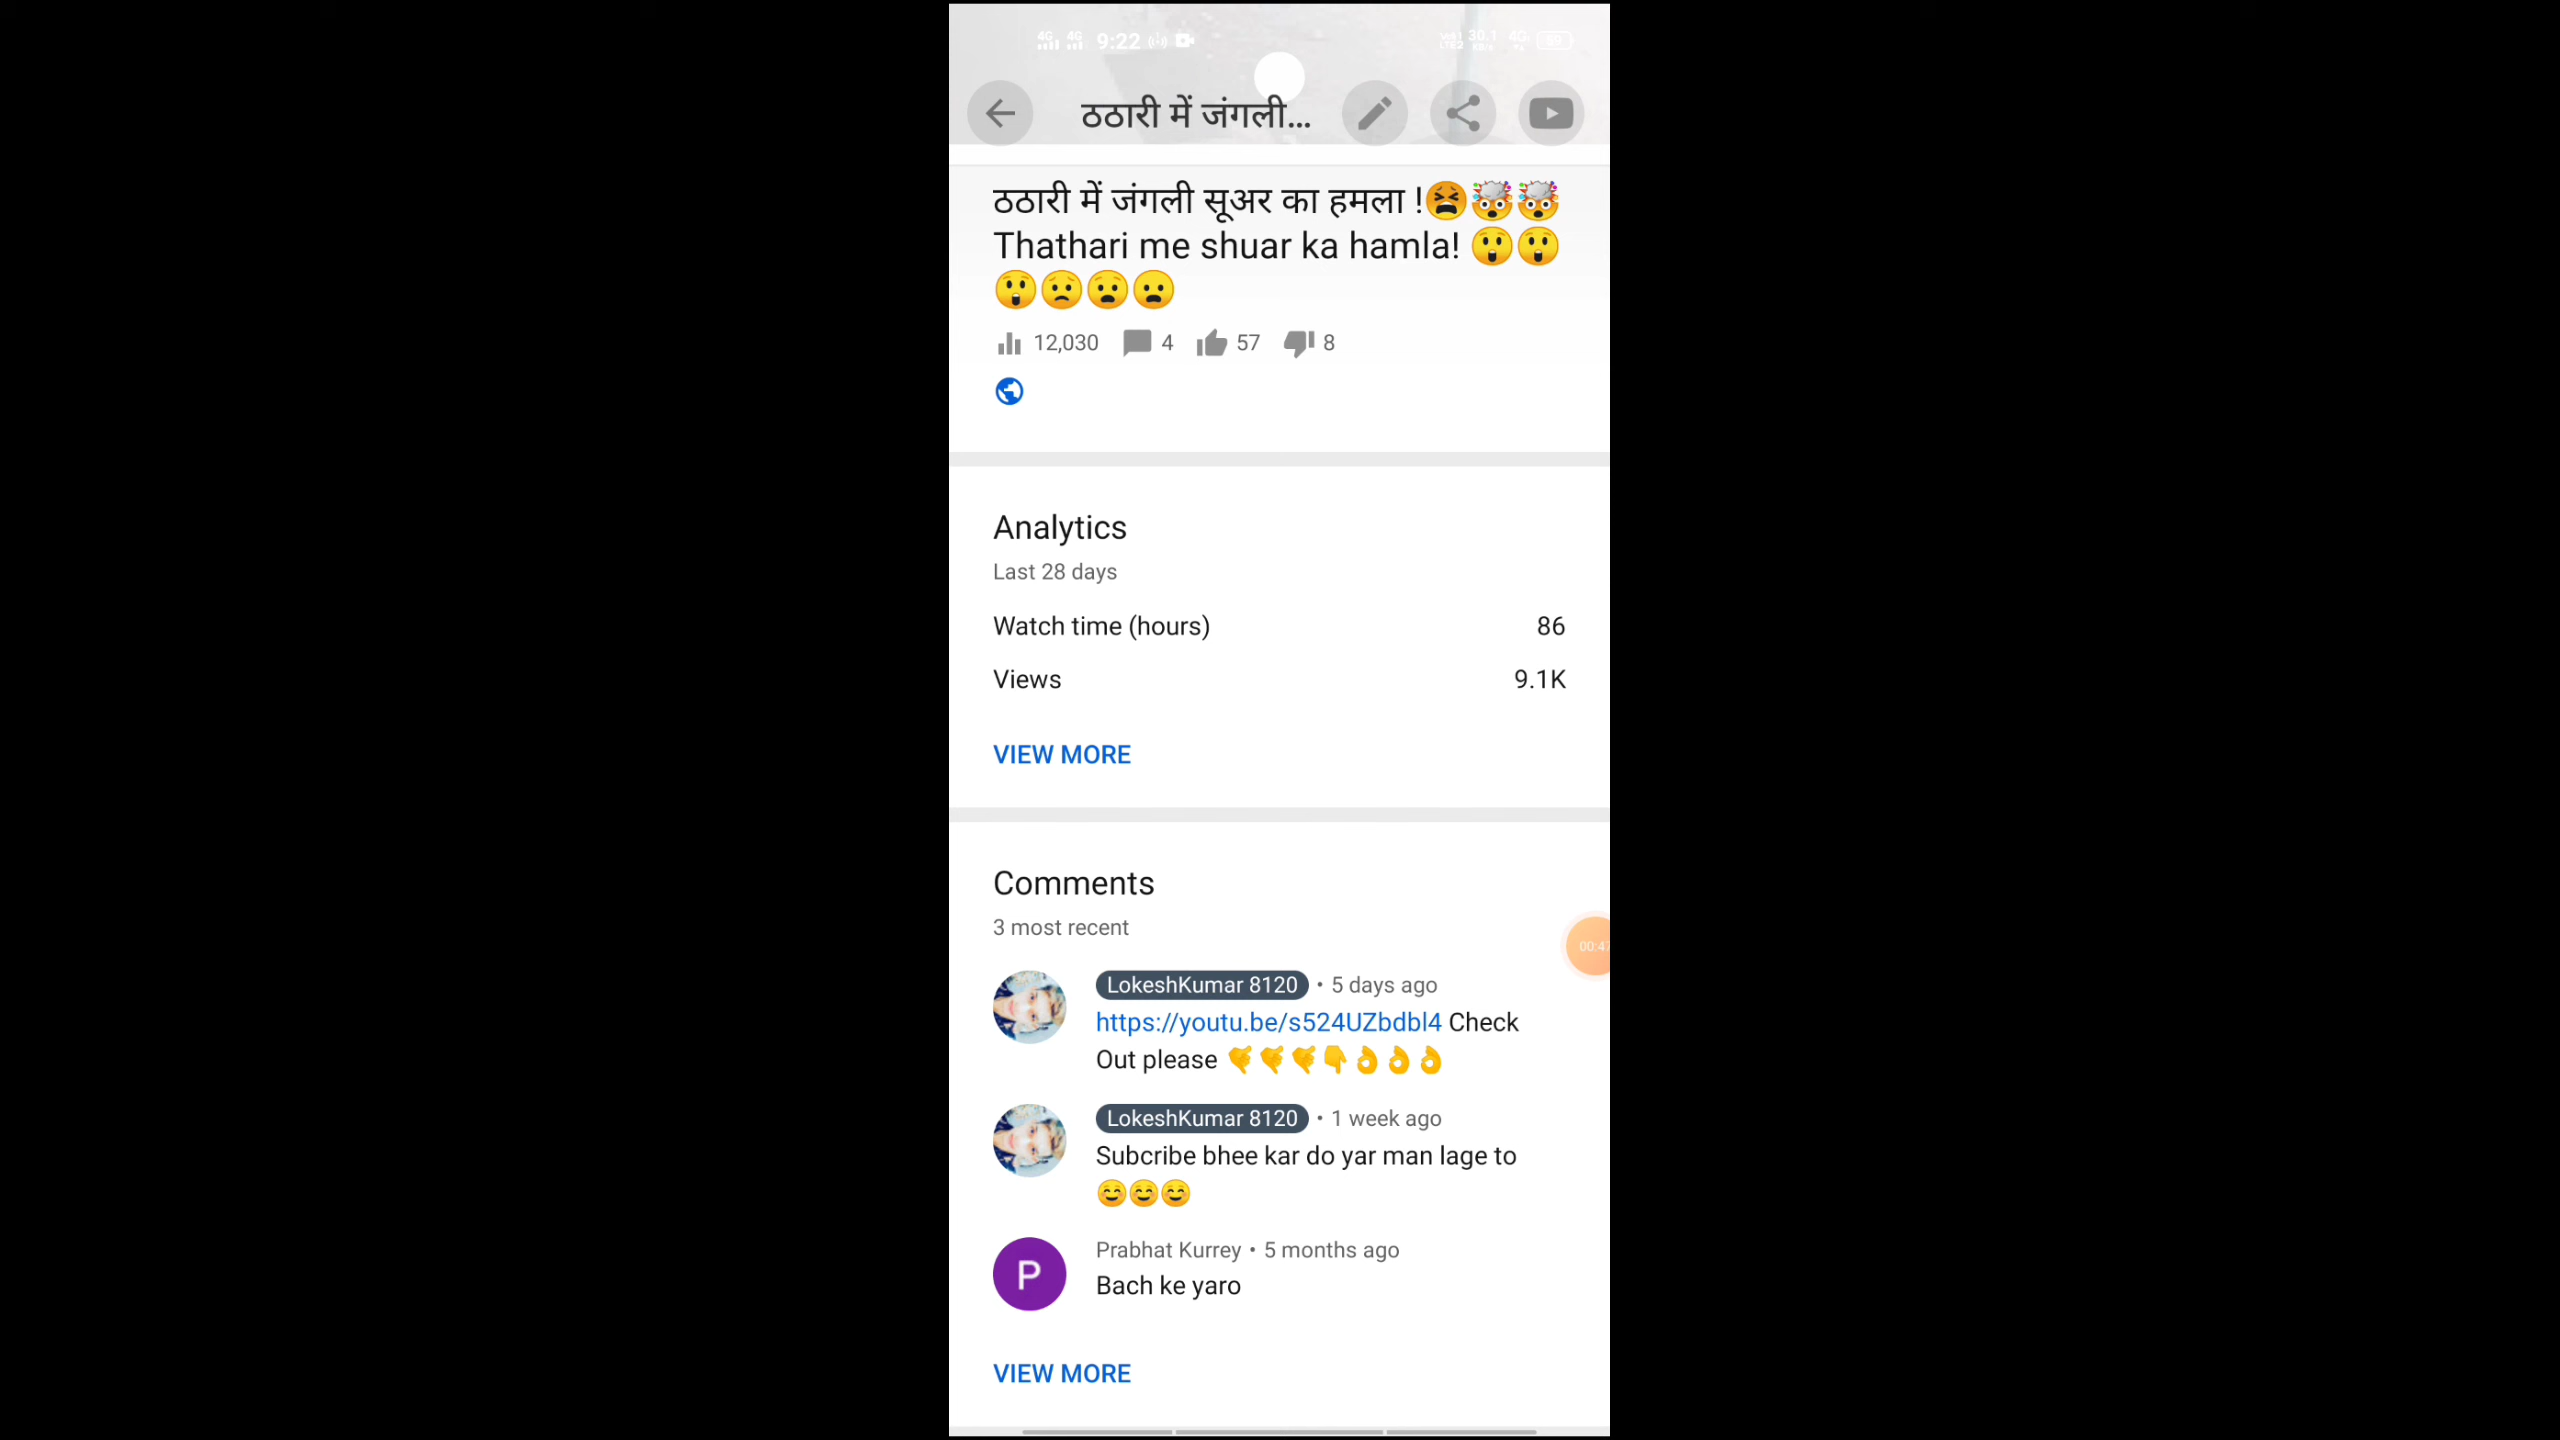 9:22
ठठारी में जंगली...
ठठारी में जंगली सूअर का हमला !😫🤯🤯
Thathari me shuar ka hamla! 😲😲
😲😟😧😦
12,030 4 57 8
Analytics
Last 28 days
Watch time (hours) 86
Views 9.1K
VIEW MORE
Comments
3 most recent
LokeshKumar 8120 • 5 days ago
https://youtu.be/s524UZbdbl4 Check
Out please 🤙🤙🤙👇👌👌👌
LokeshKumar 8120 • 1 week ago
Subcribe bhee kar do yar man lage to
😊😊😊
P
Prabhat Kurrey • 5 months ago
Bach ke yaro
VIEW MORE